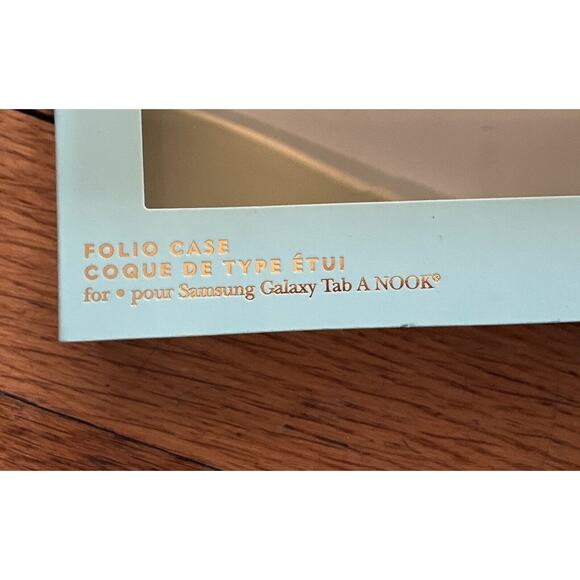 FOLIO CASE
COQUE DE TYPE ÉTUI
for • pour Samsung Galaxy Tab A NOOK®